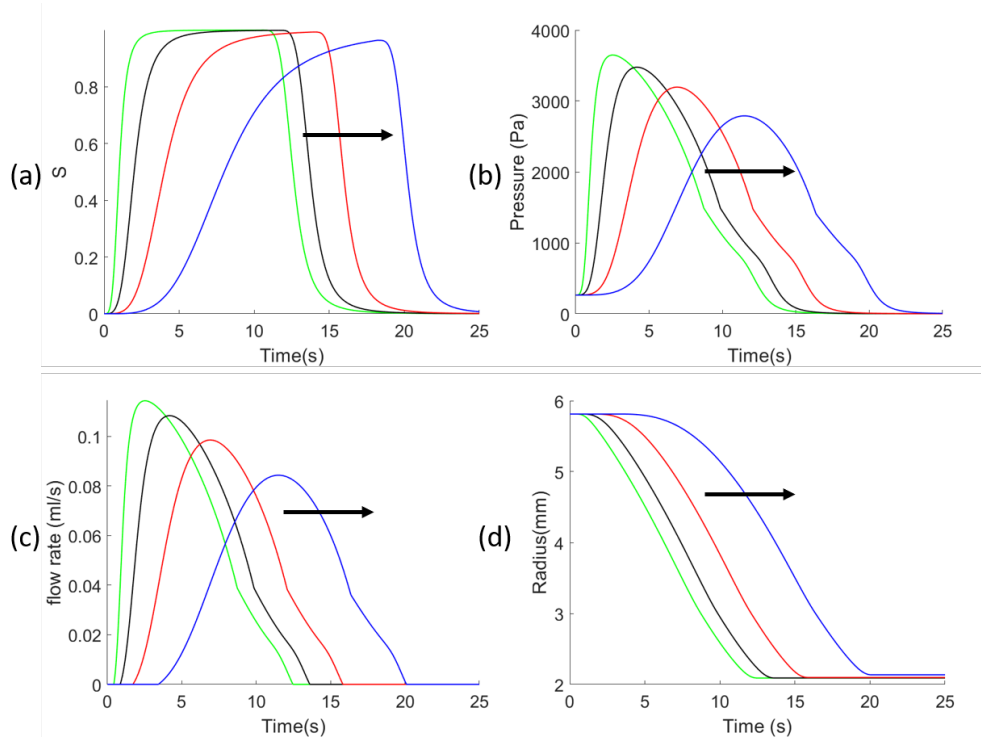 (a)
S
0.8
0.6
0.4
0.2
0
0 5 10 15 20 25
Time(s)
(b)
Pressure (Pa)
4000
3000
2000
1000
0
0 5 10 15 20 25
Time(s)
(c)
flow rate (ml/s)
0.1
0.08
0.06
0.04
0.02
0
0 5 10 15 20 25
Time(s)
(d)
Radius(mm)
6
5
4
3
2
0 5 10 15 20 25
Time (s)